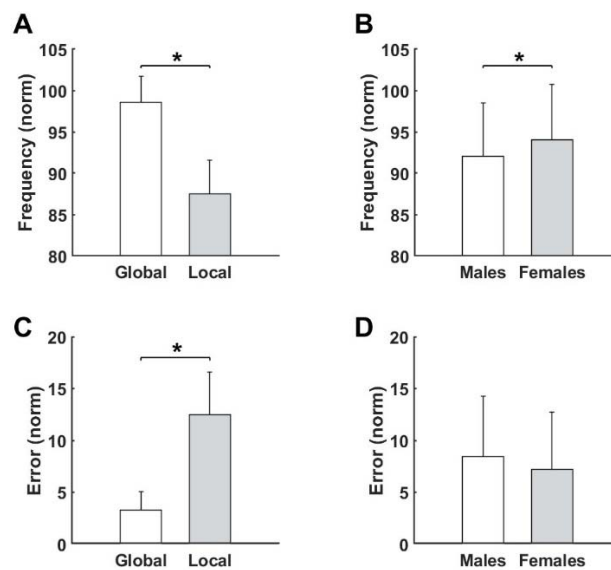 A
Frequency (norm)
105
100
95
90
85
80
*
Global Local
B
Frequency (norm)
105
100
95
90
85
80
*
Males Females
C
Error (norm)
20
15
10
5
0
*
Global Local
D
Error (norm)
20
15
10
5
0
Males Females